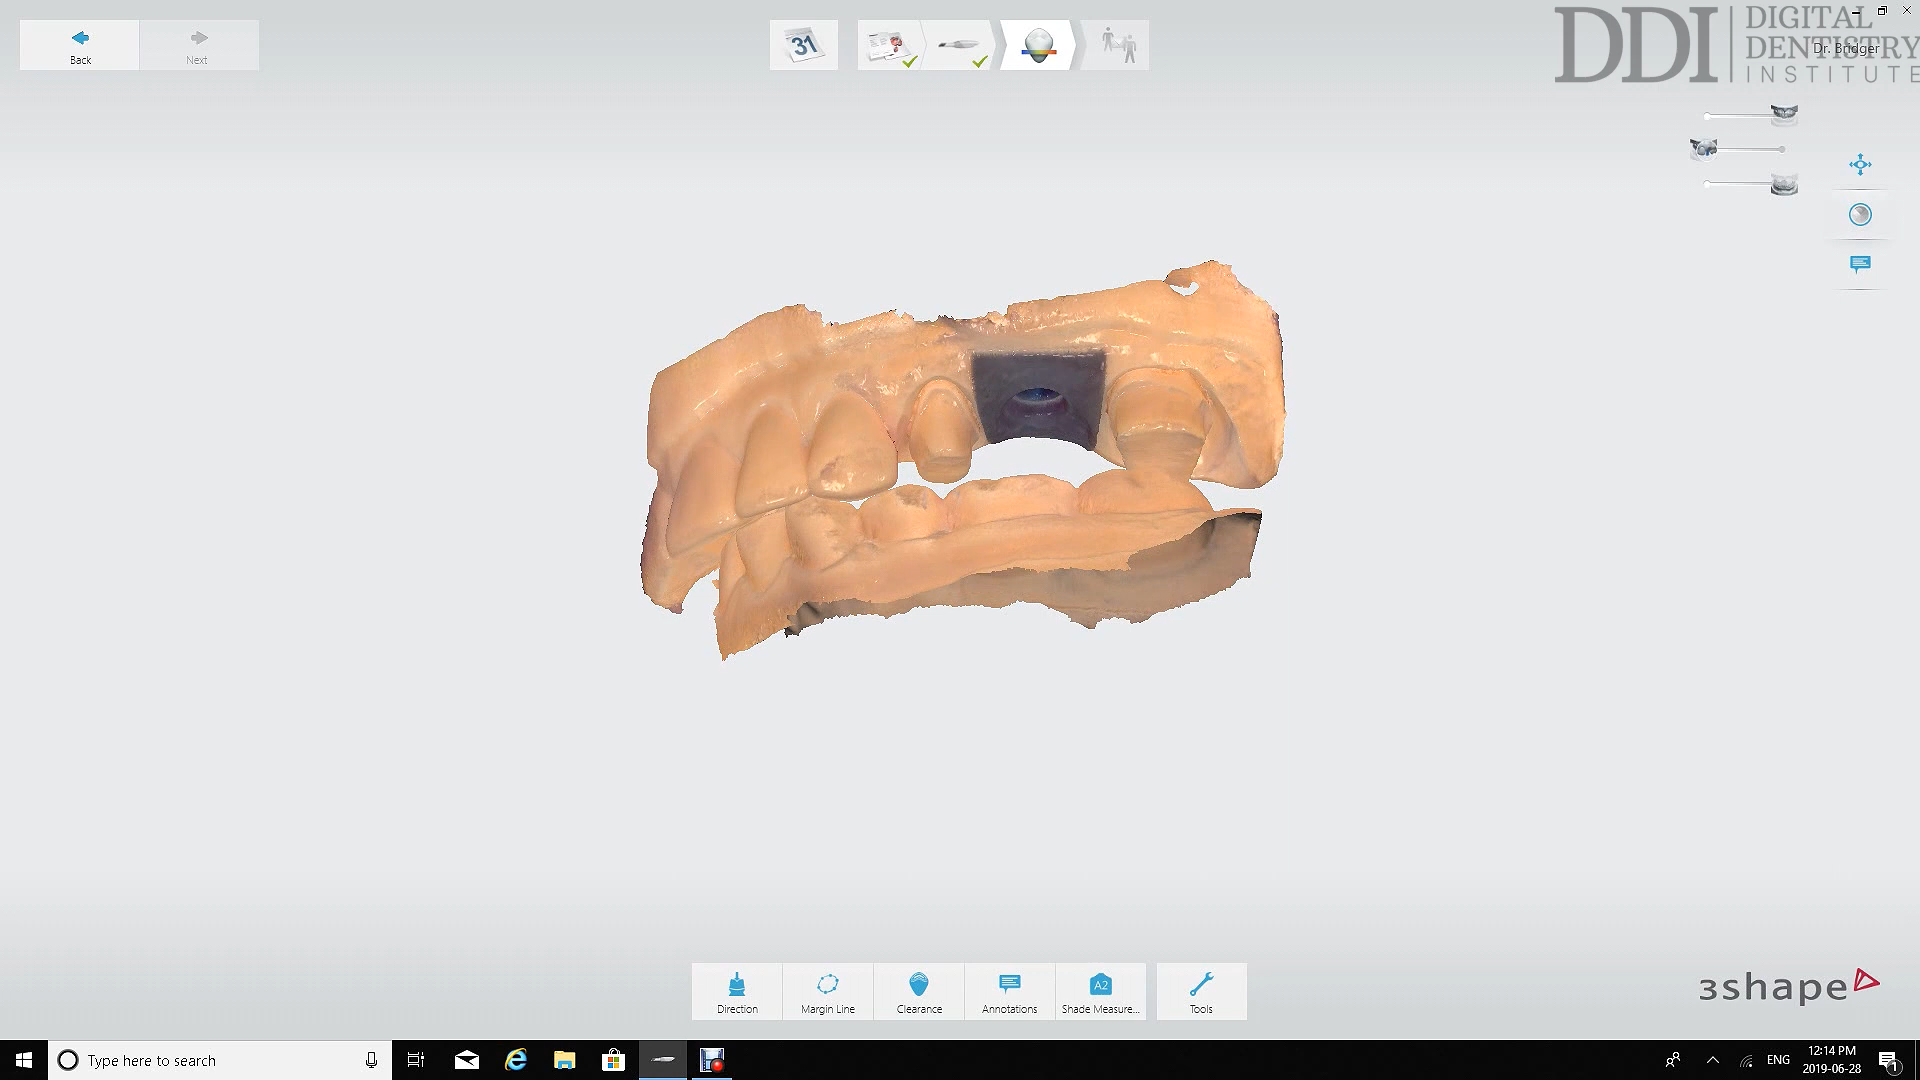 Back
Next
31
DDI
DIGITAL
DENTISTRY
INSTITUTE
Dr. Bridger
Direction
Margin Line
Clearance
Annotations
A2
Shade Measure...
Tools
3shape
Type here to search
ENG
12:14 PM
2019-06-28
1